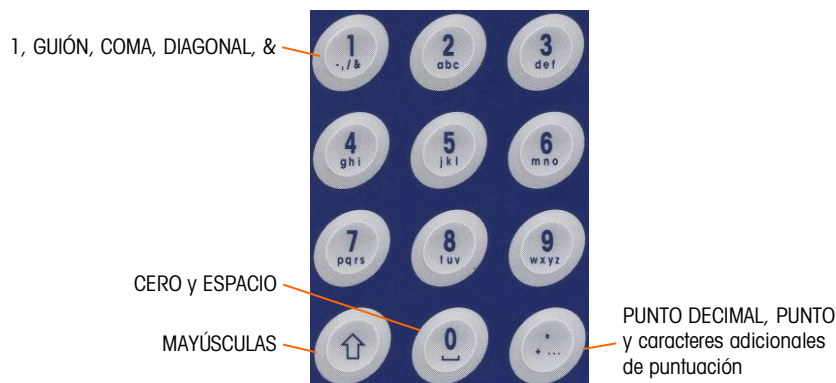 1, GUIÓN, COMA, DIAGONAL, &
1
-,/&
2
abc
3
def
4
ghi
5
jkl
6
mno
7
pqrs
8
tuv
9
wxyz
CERO y ESPACIO
MAYÚSCULAS
0
.
+ ...
PUNTO DECIMAL, PUNTO
y caracteres adicionales
de puntuación